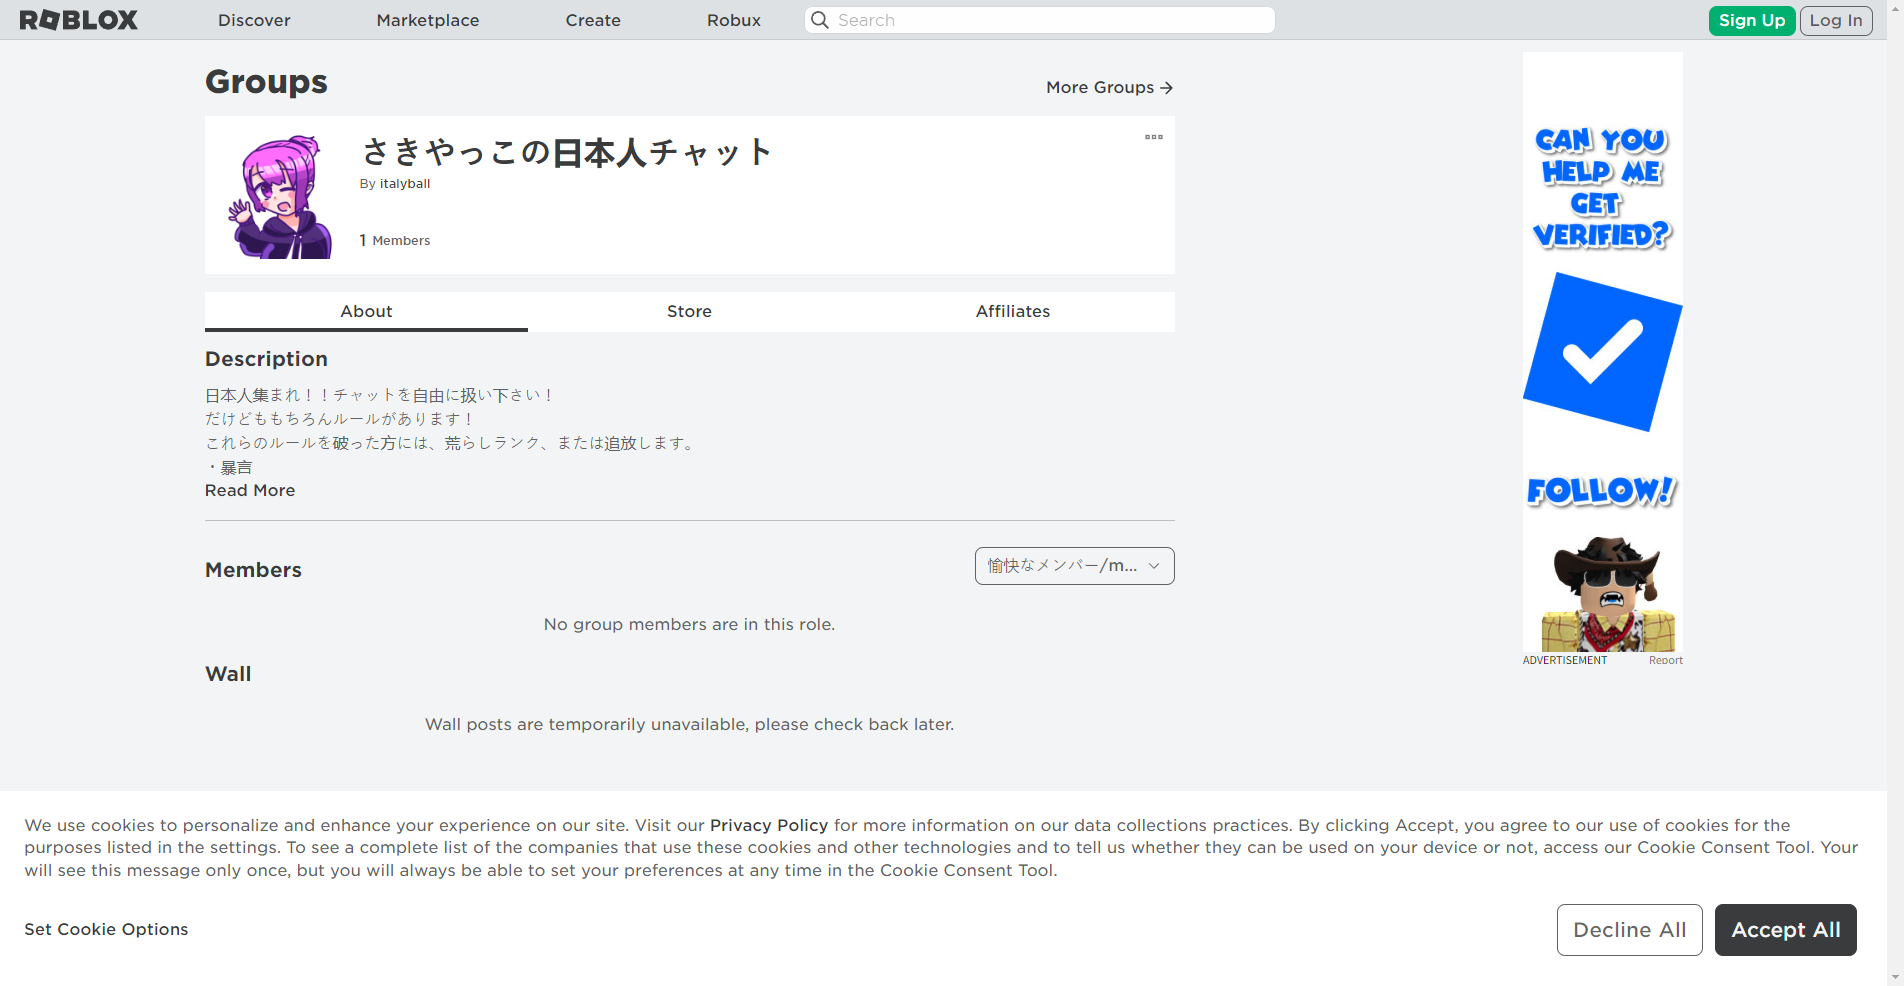 ROBLOX
Discover
Marketplace
Create
Robux
Search
Sign Up
Log In
Groups
More Groups →
さきやっこの日本人チャット
By italyball
1 Members
About
Store
Affiliates
Description
日本人集まれ！！チャットを自由に扱い下さい！
だけどももちろんルールがあります！
これらのルールを破った方には、荒らしランク、または追放します。
・暴言
Read More
Members
愉快なメンバー/m...
No group members are in this role.
Wall
Wall posts are temporarily unavailable, please check back later.
CAN YOU
HELP ME
GET
VERIFIED?
FOLLOW!
ADVERTISEMENT
Report
We use cookies to personalize and enhance your experience on our site. Visit our Privacy Policy for more information on our data collections practices. By clicking Accept, you agree to our use of cookies for the
purposes listed in the settings. To see a complete list of the companies that use these cookies and other technologies and to tell us whether they can be used on your device or not, access our Cookie Consent Tool. Your
will see this message only once, but you will always be able to set your preferences at any time in the Cookie Consent Tool.
Set Cookie Options
Decline All
Accept All